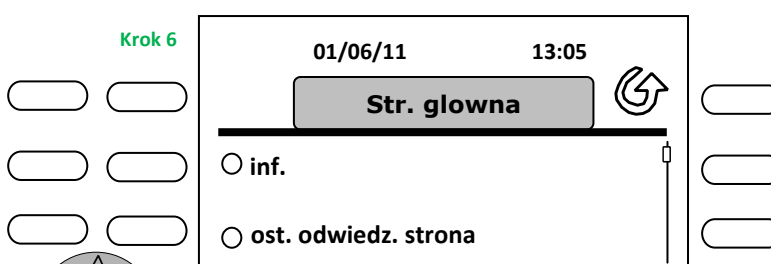 Krok 6
01/06/11 13:05
Str. glowna
inf.
ost. odwiedz. strona